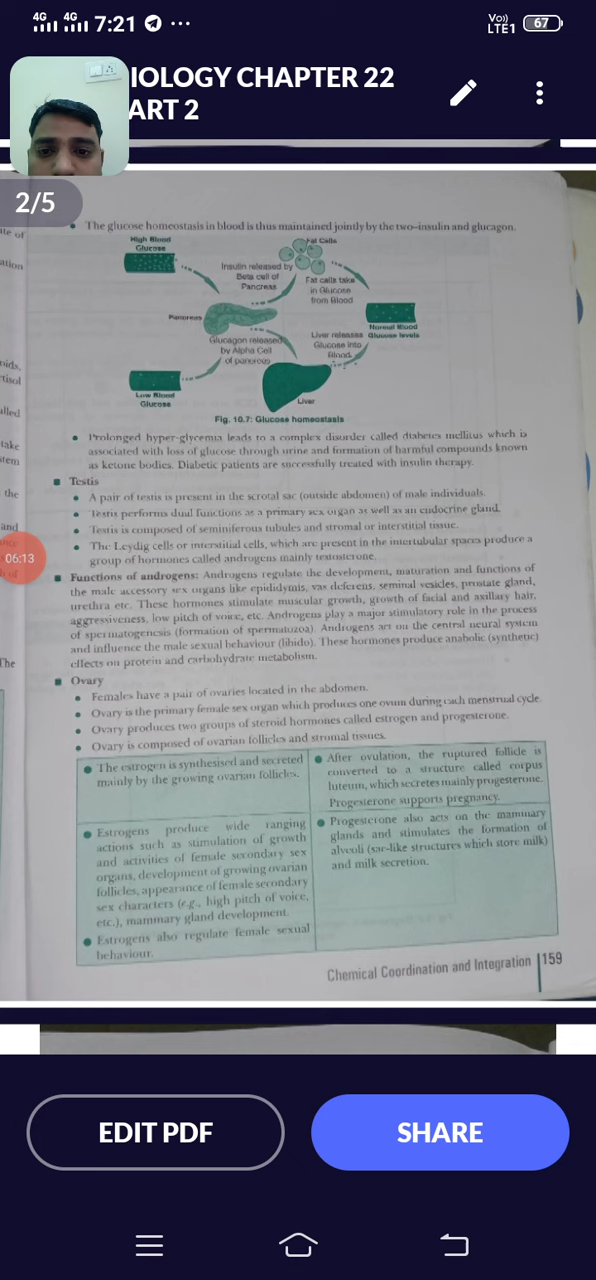 4G 4G 7:21 ...
Vo)) LTE1 67
IOLOGY CHAPTER 22
ART 2
2/5
ate of
ation
oids,
rtisol
alled
take
stem
the
and
06:13
The
• The glucose homeostasis in blood is thus maintained jointly by the two–insulin and glucagon.
High Blood
Glucose
Fat Cells
Insulin released by
Beta cell of
Pancreas
Fat cells take
in Glucose
from Blood
Pancreas
Normal Blood
Glucose levels
Glucagon released
by Alpha Cell
of pancreas
Liver releases
Glucose into
Blood
Low Blood
Glucose
Liver
Fig. 10.7: Glucose homeostasis
• Prolonged hyper-glycemia leads to a complex disorder called diabetes mellitus which is
associated with loss of glucose through urine and formation of harmful compounds known
as ketone bodies. Diabetic patients are successfully treated with insulin therapy.
■ Testis
• A pair of testis is present in the scrotal sac (outside abdomen) of male individuals.
• Testis performs dual functions as a primary sex organ as well as an endocrine gland.
• Testis is composed of seminiferous tubules and stromal or interstitial tissue.
• The Leydig cells or interstitial cells, which are present in the intertubular spaces produce a
group of hormones called androgens mainly testosterone.
■ Functions of androgens: Androgens regulate the development, maturation and functions of
the male accessory sex organs like epididymis, vas deferens, seminal vesicles, prostate gland,
urethra etc. These hormones stimulate muscular growth, growth of facial and axillary hair,
aggressiveness, low pitch of voice, etc. Androgens play a major stimulatory role in the process
of spermatogenesis (formation of spermatozoa). Androgens act on the central neural system
and influence the male sexual behaviour (libido). These hormones produce anabolic (synthetic)
effects on protein and carbohydrate metabolism.
■ Ovary
• Females have a pair of ovaries located in the abdomen.
• Ovary is the primary female sex organ which produces one ovum during each menstrual cycle.
• Ovary produces two groups of steroid hormones called estrogen and progesterone.
• Ovary is composed of ovarian follicles and stromal tissues.
• The estrogen is synthesised and secreted
mainly by the growing ovarian follicles.
• After ovulation, the ruptured follicle is
converted to a structure called corpus
luteum, which secretes mainly progesterone.
Progesterone supports pregnancy.
• Estrogens produce wide ranging
actions such as stimulation of growth
and activities of female secondary sex
organs, development of growing ovarian
follicles, appearance of female secondary
sex characters (e.g., high pitch of voice,
etc.), mammary gland development.
• Estrogens also regulate female sexual
behaviour.
• Progesterone also acts on the mammary
glands and stimulates the formation of
alveoli (sac-like structures which store milk)
and milk secretion.
Chemical Coordination and Integration 159
EDIT PDF
SHARE